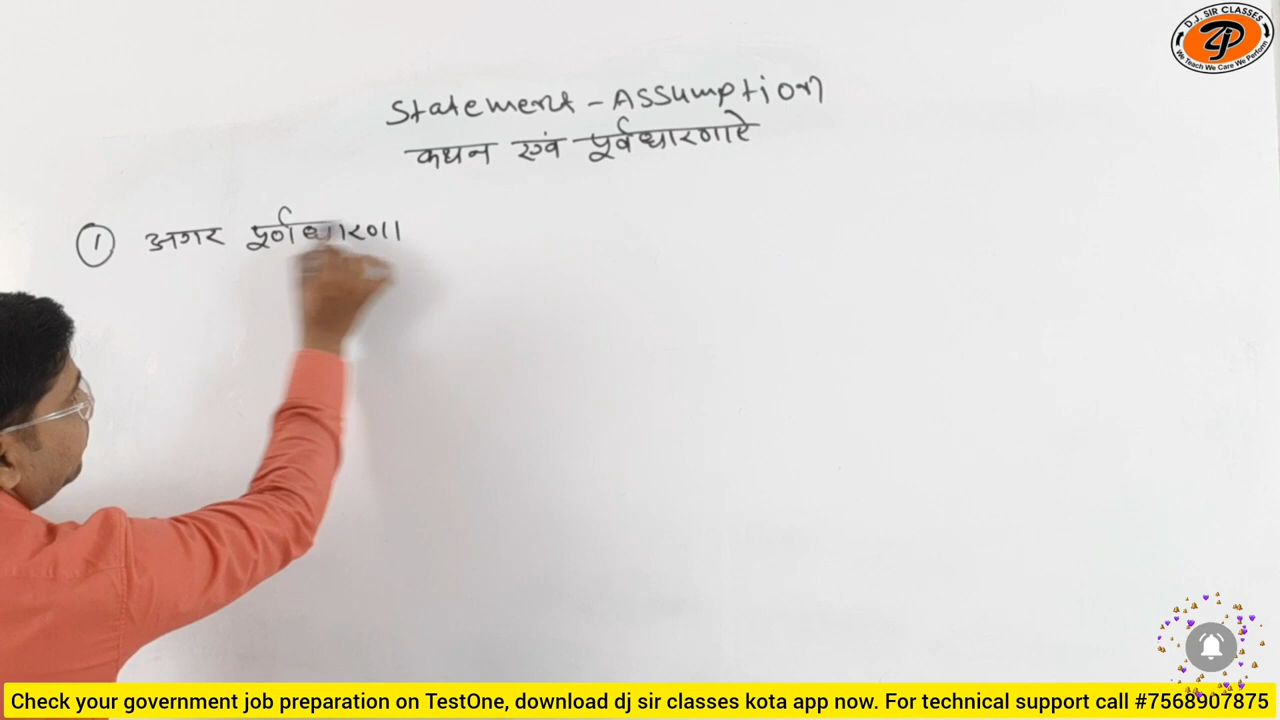 D.J. SIR CLASSES
We Teach We Care We Perform
Statement - Assumption
कथन एवं पूर्वधारणाऐ
① अगर पूर्णधारणा
Check your government job preparation on TestOne, download dj sir classes kota app now. For technical support call #7568907875